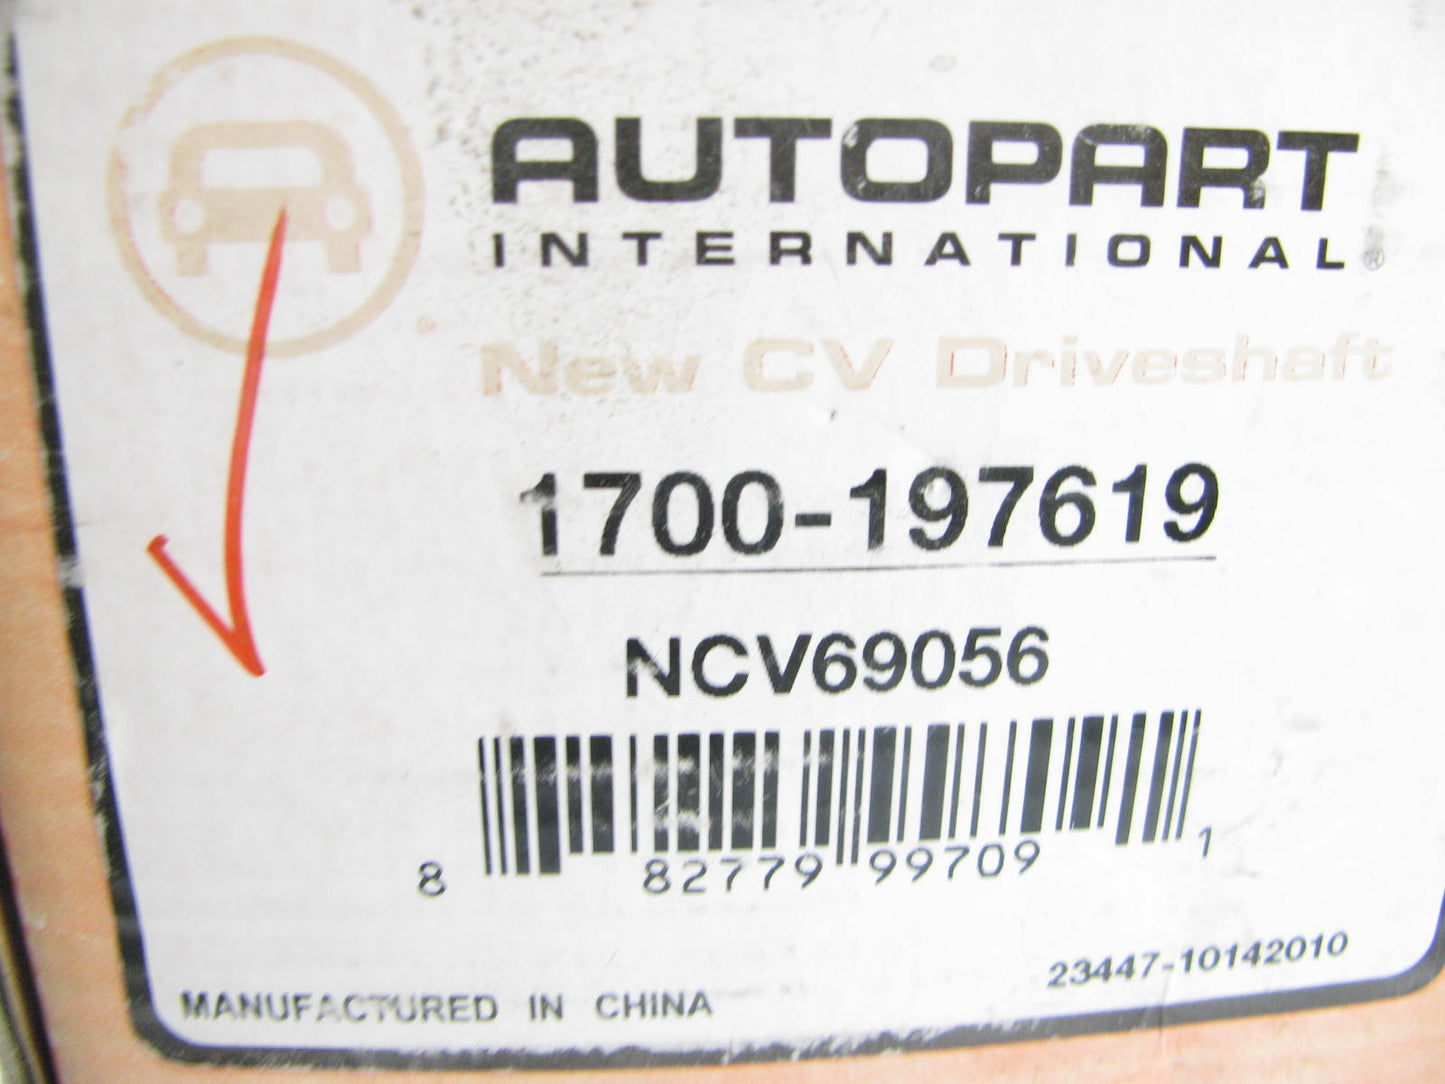 AUTOPART
INTERNATIONAL®
New CV Driveshaft
1700-197619
NCV69056
8 82779 99709 1
23447-10142010
MANUFACTURED IN CHINA